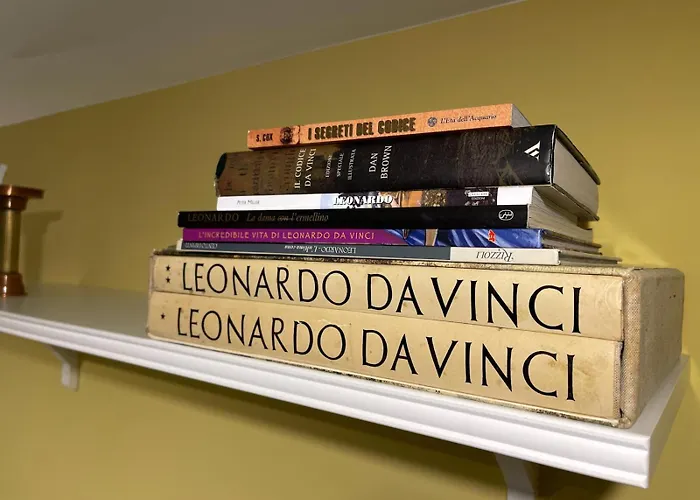 S. COX I SEGRETI DEL CODICE L'Età dell'Acquario
IL CODICE DA VINCI EDIZIONE SPECIALE ILLUSTRATA DAN BROWN
LEONARDO
LEONARDO La dama con l'ermellino
L'INCREDIBILE VITA DI LEONARDO DA VINCI
LEONARDO: RIZZOLI
LEONARDO DA VINCI
LEONARDO DA VINCI